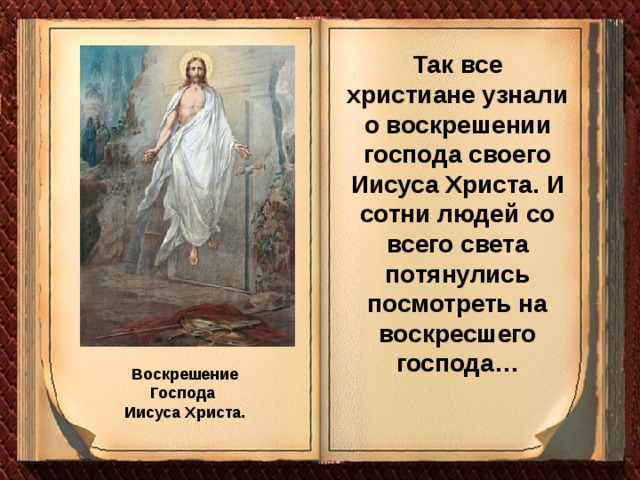 Воскрешение
Господа
Иисуса Христа.
Так все
христиане узнали
о воскрешении
господа своего
Иисуса Христа. И
сотни людей со
всего света
потянулись
посмотреть на
воскресшего
господа…